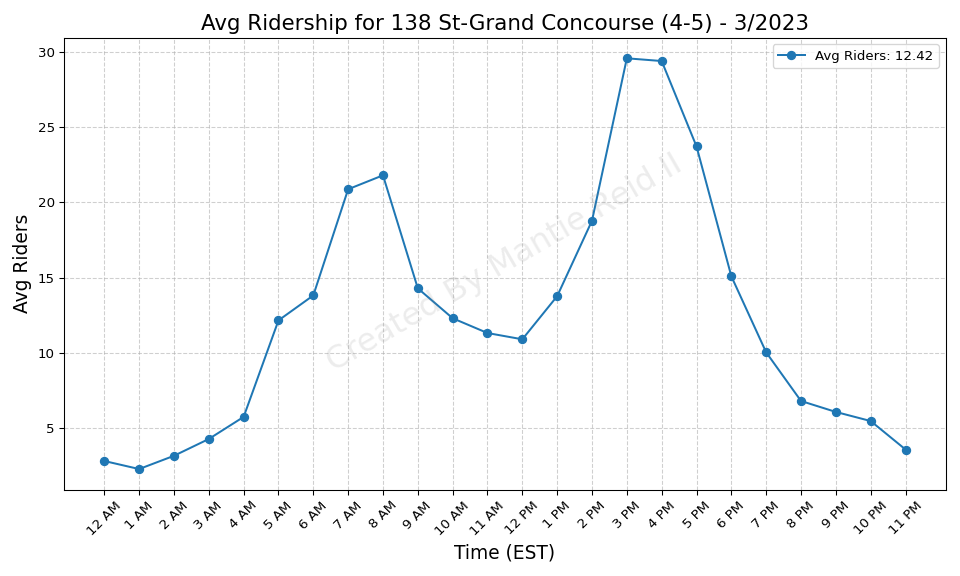 Avg Ridership for 138 St-Grand Concourse (4-5) - 3/2023
Avg Riders: 12.42
30
25
20
15
10
5
Avg Riders
Created By Mantle Reid II
12 AM
1 AM
2 AM
3 AM
4 AM
5 AM
6 AM
7 AM
8 AM
9 AM
10 AM
11 AM
12 PM
1 PM
2 PM
3 PM
4 PM
5 PM
6 PM
7 PM
8 PM
9 PM
10 PM
11 PM
Time (EST)